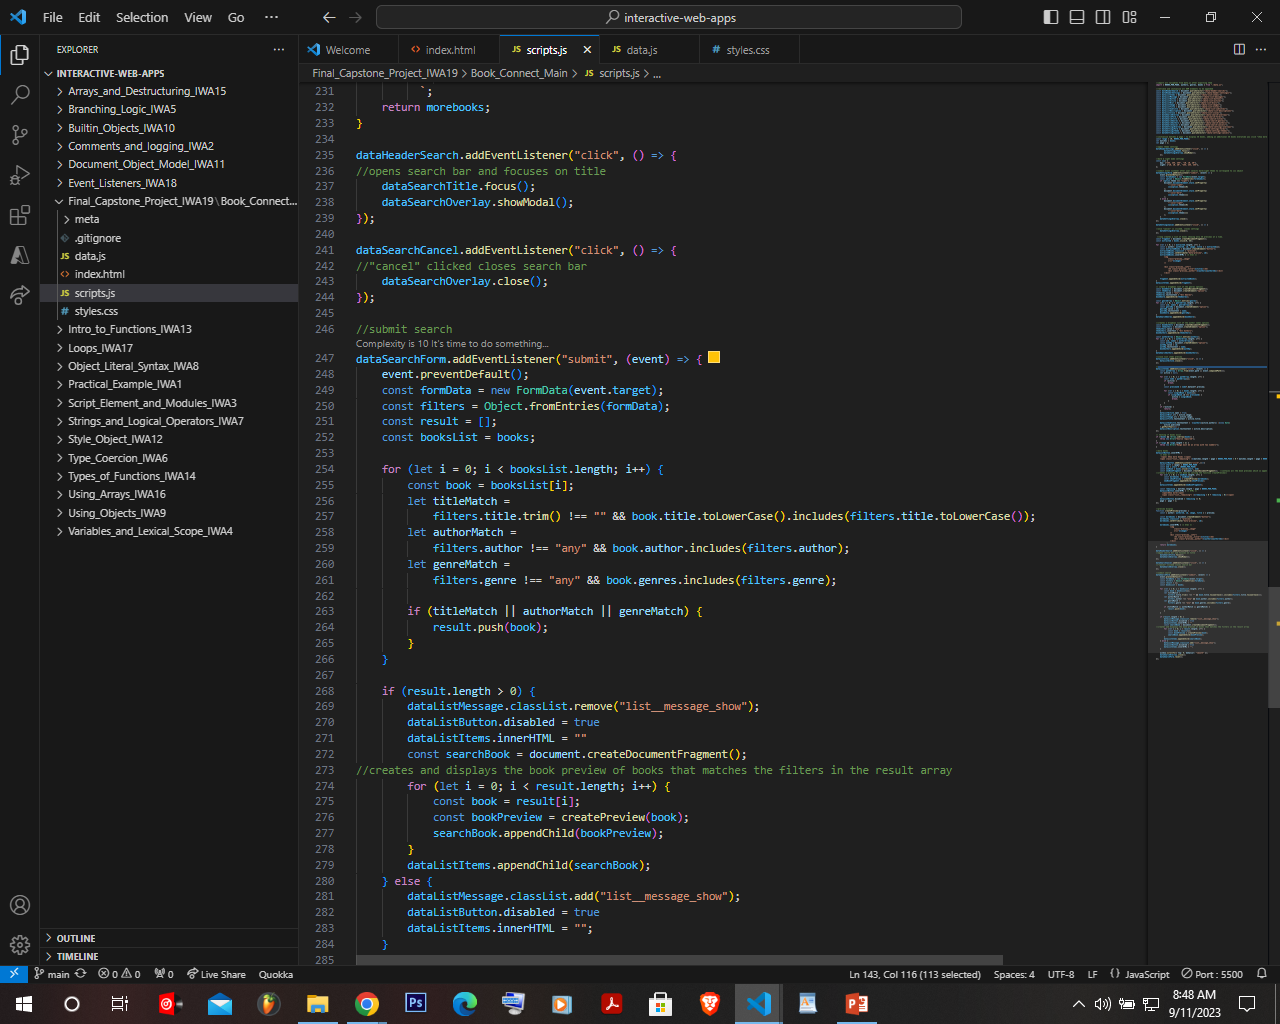 File Edit Selection View Go ··· interactive-web-apps
EXPLORER ···
INTERACTIVE-WEB-APPS
Arrays_and_Destructuring_IWA15
Branching_Logic_IWA5
Builtin_Objects_IWA10
Comments_and_logging_IWA2
Document_Object_Model_IWA11
Event_Listeners_IWA18
Final_Capstone_Project_IWA19\Book_Connect...
meta
.gitignore
JS data.js
<> index.html
JS scripts.js
# styles.css
Intro_to_Functions_IWA13
Loops_IWA17
Object_Literal_Syntax_IWA8
Practical_Example_IWA1
Script_Element_and_Modules_IWA3
Strings_and_Logical_Operators_IWA7
Style_Object_IWA12
Type_Coercion_IWA6
Types_of_Functions_IWA14
Using_Arrays_IWA16
Using_Objects_IWA9
Variables_and_Lexical_Scope_IWA4
OUTLINE
TIMELINE
Welcome <> index.html JS scripts.js JS data.js # styles.css
Final_Capstone_Project_IWA19 > Book_Connect_Main > JS scripts.js > ...
231 `;
232 return morebooks;
233 }
234
235 dataHeaderSearch.addEventListener("click", () => {
236 //opens search bar and focuses on title
237 dataSearchTitle.focus();
238 dataSearchOverlay.showModal();
239 });
240
241 dataSearchCancel.addEventListener("click", () => {
242 //"cancel" clicked closes search bar
243 dataSearchOverlay.close();
244 });
245
246 //submit search
Complexity is 10 It's time to do something...
247 dataSearchForm.addEventListener("submit", (event) => {
248 event.preventDefault();
249 const formData = new FormData(event.target);
250 const filters = Object.fromEntries(formData);
251 const result = [];
252 const booksList = books;
253
254 for (let i = 0; i < booksList.length; i++) {
255 const book = booksList[i];
256 let titleMatch =
257 filters.title.trim() !== "" && book.title.toLowerCase().includes(filters.title.toLowerCase());
258 let authorMatch =
259 filters.author !== "any" && book.author.includes(filters.author);
260 let genreMatch =
261 filters.genre !== "any" && book.genres.includes(filters.genre);
262
263 if (titleMatch || authorMatch || genreMatch) {
264 result.push(book);
265 }
266 }
267
268 if (result.length > 0) {
269 dataListMessage.classList.remove("list__message_show");
270 dataListButton.disabled = true
271 dataListItems.innerHTML = ""
272 const searchBook = document.createDocumentFragment();
273 //creates and displays the book preview of books that matches the filters in the result array
274 for (let i = 0; i < result.length; i++) {
275 const book = result[i];
276 const bookPreview = createPreview(book);
277 searchBook.appendChild(bookPreview);
278 }
279 dataListItems.appendChild(searchBook);
280 } else {
281 dataListMessage.classList.add("list__message_show");
282 dataListButton.disabled = true
283 dataListItems.innerHTML = "";
284 }
285
main 0 0 0 Live Share Quokka Ln 143, Col 116 (113 selected) Spaces: 4 UTF-8 LF {} JavaScript Port : 5500
Ps
8:48 AM
9/11/2023